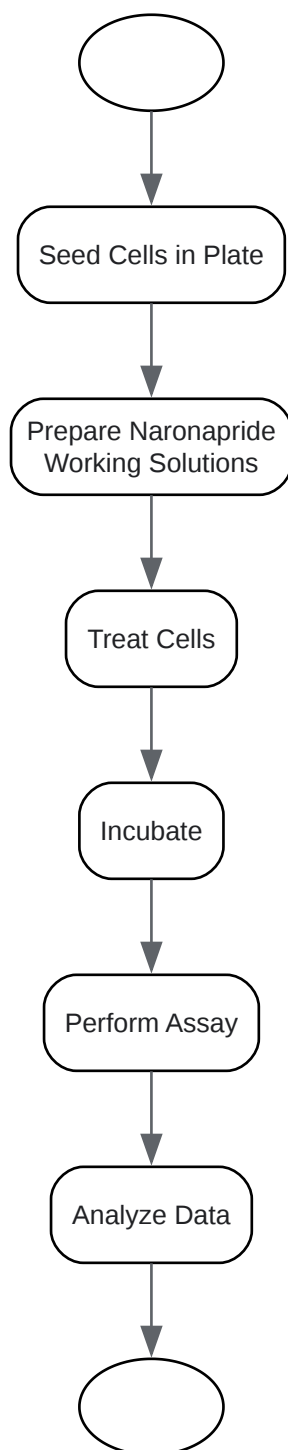 Seed Cells in Plate
Prepare Naronapride
Working Solutions
Treat Cells
Incubate
Perform Assay
Analyze Data